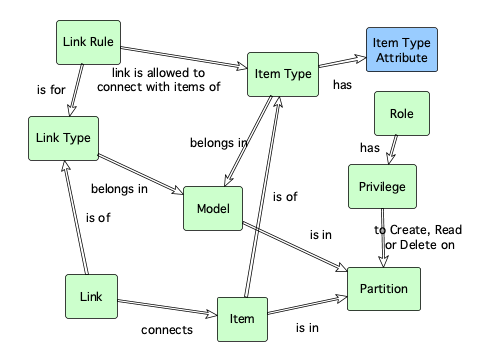 Link Rule
Item Type
Attribute
link is allowed to
connect with items of
Item Type
has
is for
Role
Link Type
belongs in
has
belongs in
Privilege
Model
is of
is of
is in
to Create, Read
or Delete on
Link
Item
Partition
connects
is in